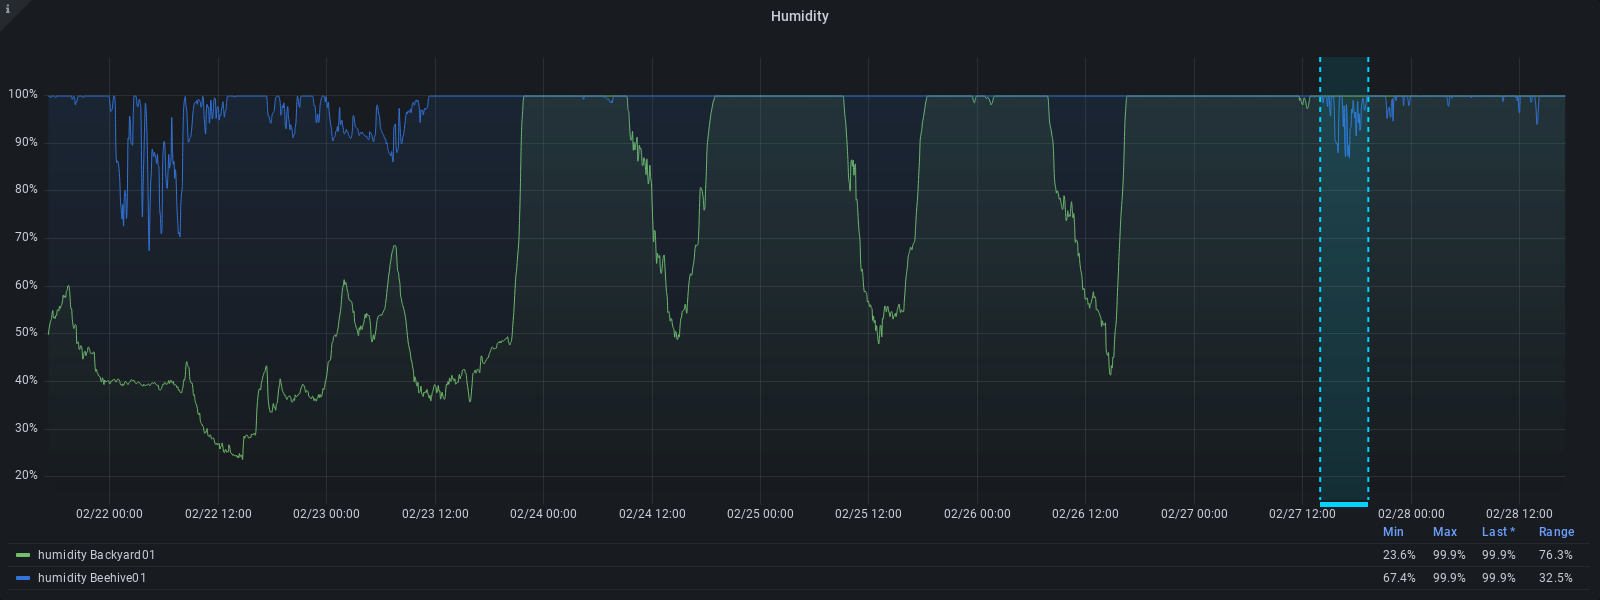 i
Humidity
100%
90%
80%
70%
60%
50%
40%
30%
20%
02/22 00:00 02/22 12:00 02/23 00:00 02/23 12:00 02/24 00:00 02/24 12:00 02/25 00:00 02/25 12:00 02/26 00:00 02/26 12:00 02/27 00:00 02/27 12:00 02/28 00:00 02/28 12:00
Min Max Last * Range
humidity Backyard01 23.6% 99.9% 99.9% 76.3%
humidity Beehive01 67.4% 99.9% 99.9% 32.5%